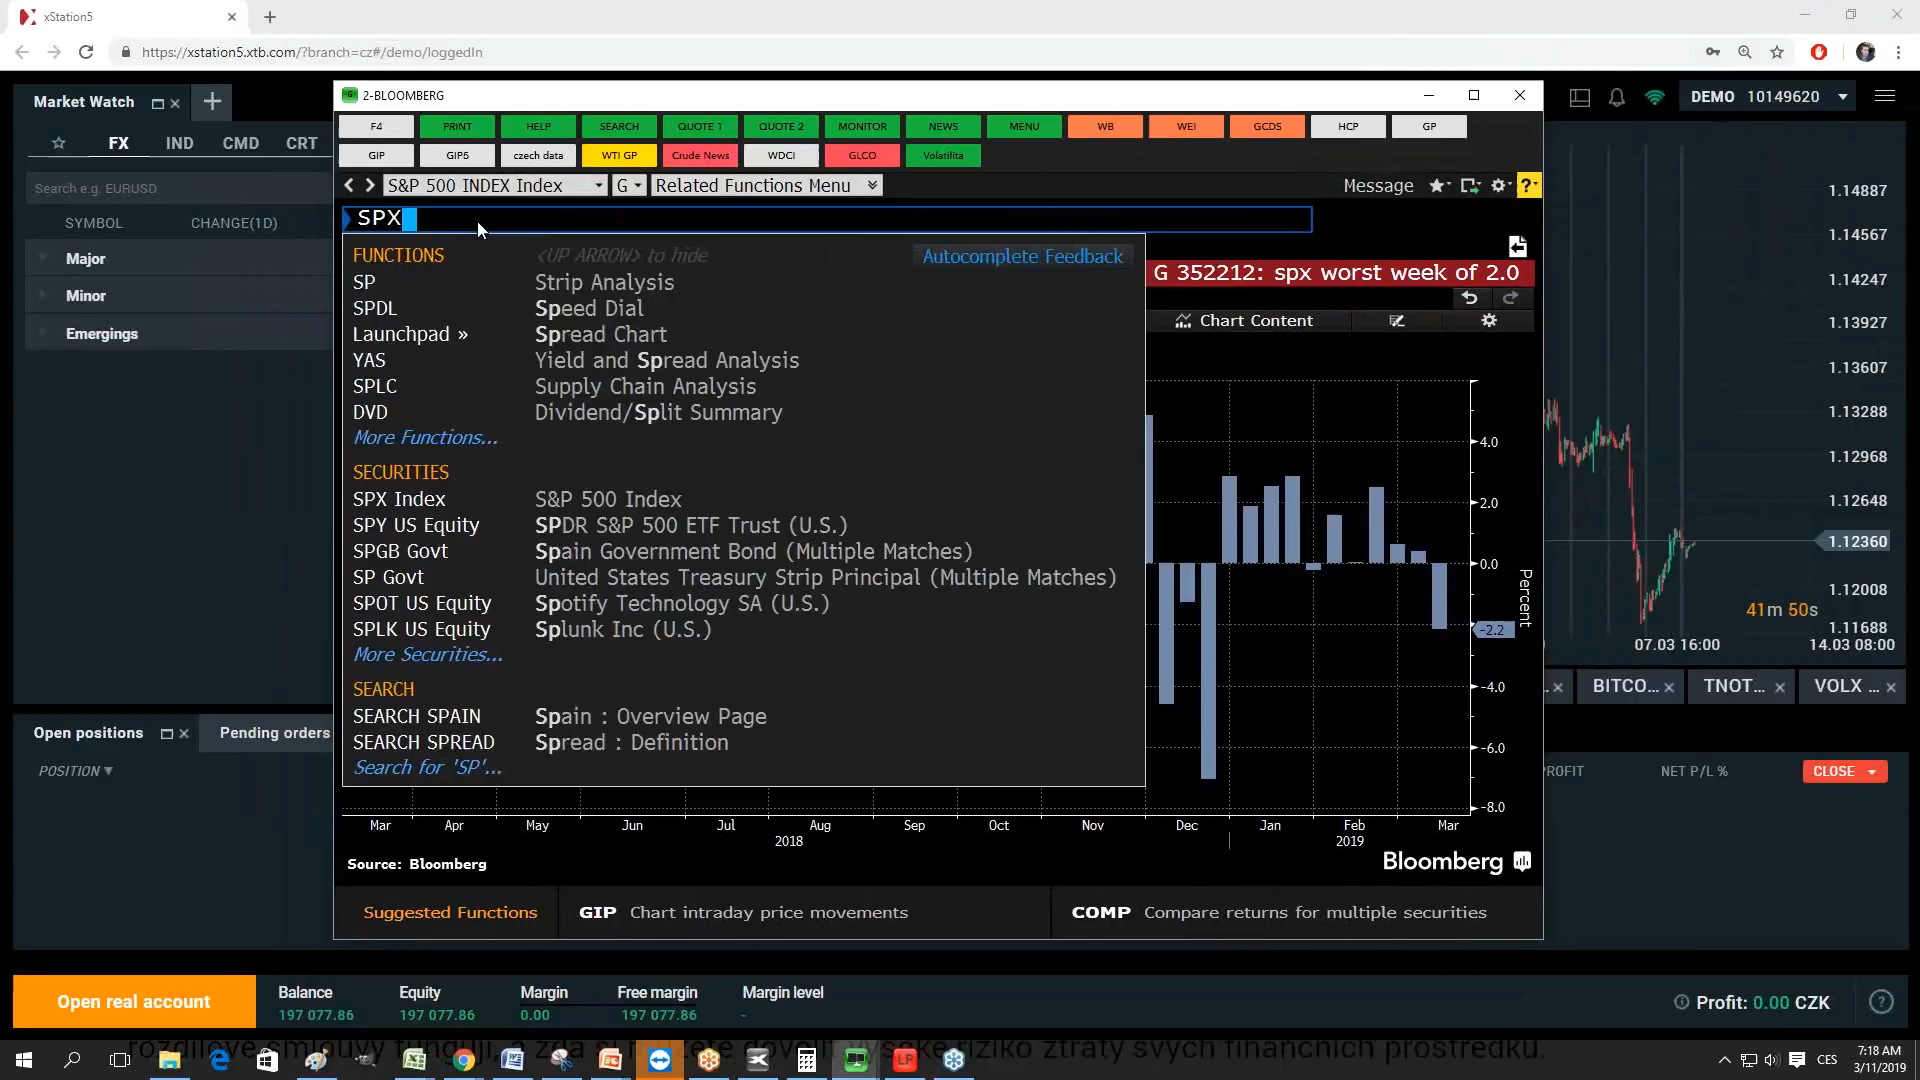 xStation5
https://xstation5.xtb.com/?branch=cz#/demo/loggedIn
Market Watch
2-BLOOMBERG
DEMO 10149620
F4 PRINT HELP SEARCH QUOTE 1 QUOTE 2 MONITOR NEWS MENU WB WEI GCDS HCP GP
FX IND CMD CRT
GIP GIP5 czech data WTI GP Crude News WDCI GLCO Volatilita
Search e.g. EURUSD
S&P 500 INDEX Index G Related Functions Menu Message ?
SYMBOL CHANGE(1D)
SPX
Major
Minor
Emergings
FUNCTIONS <UP ARROW> to hide Autocomplete Feedback
SP Strip Analysis
SPDL Speed Dial
Launchpad » Spread Chart
YAS Yield and Spread Analysis
SPLC Supply Chain Analysis
DVD Dividend/Split Summary
More Functions...
SECURITIES
SPX Index S&P 500 Index
SPY US Equity SPDR S&P 500 ETF Trust (U.S.)
SPGB Govt Spain Government Bond (Multiple Matches)
SP Govt United States Treasury Strip Principal (Multiple Matches)
SPOT US Equity Spotify Technology SA (U.S.)
SPLK US Equity Splunk Inc (U.S.)
More Securities...
SEARCH
SEARCH SPAIN Spain : Overview Page
SEARCH SPREAD Spread : Definition
Search for 'SP'...
G 352212: spx worst week of 2.0
Chart Content
4.0
2.0
0.0
-2.2
-4.0
-6.0
-8.0
Percent
Mar Apr May Jun Jul Aug Sep Oct Nov Dec Jan Feb Mar
2018 2019
Source: Bloomberg
Bloomberg
Suggested Functions GIP Chart intraday price movements COMP Compare returns for multiple securities
1.14887
1.14567
1.14247
1.13927
1.13607
1.13288
1.12968
1.12648
1.12360
1.12008
41m 50s
1.11688
07.03 16:00 14.03 08:00
BITCO... TNOT... VOLX ...
Open positions Pending orders
POSITION
NET P/L % CLOSE
Open real account
Balance Equity Margin Free margin Margin level
197 077.86 197 077.86 0.00 197 077.86 -
Profit: 0.00 CZK
riziko ztráty svých finančních prostředků.
CES
7:18 AM
3/11/2019